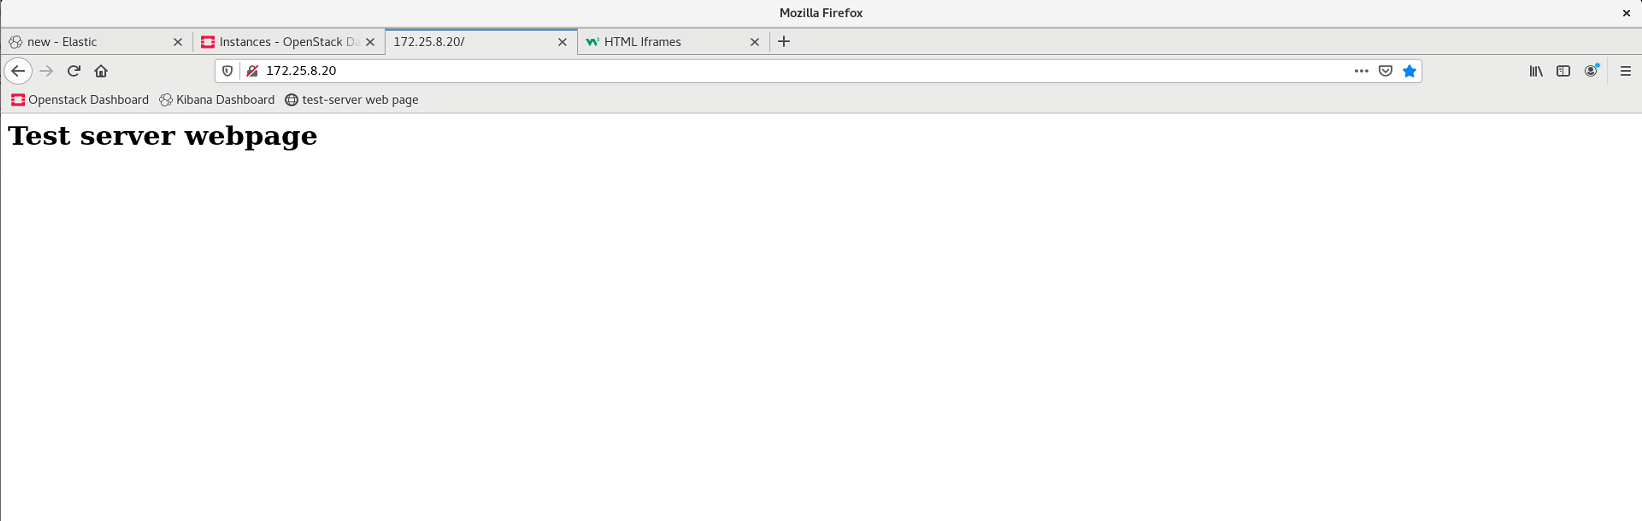 Mozilla Firefox
new - Elastic
Instances - OpenStack Da
172.25.8.20/
HTML Iframes
172.25.8.20
Openstack Dashboard
Kibana Dashboard
test-server web page
Test server webpage